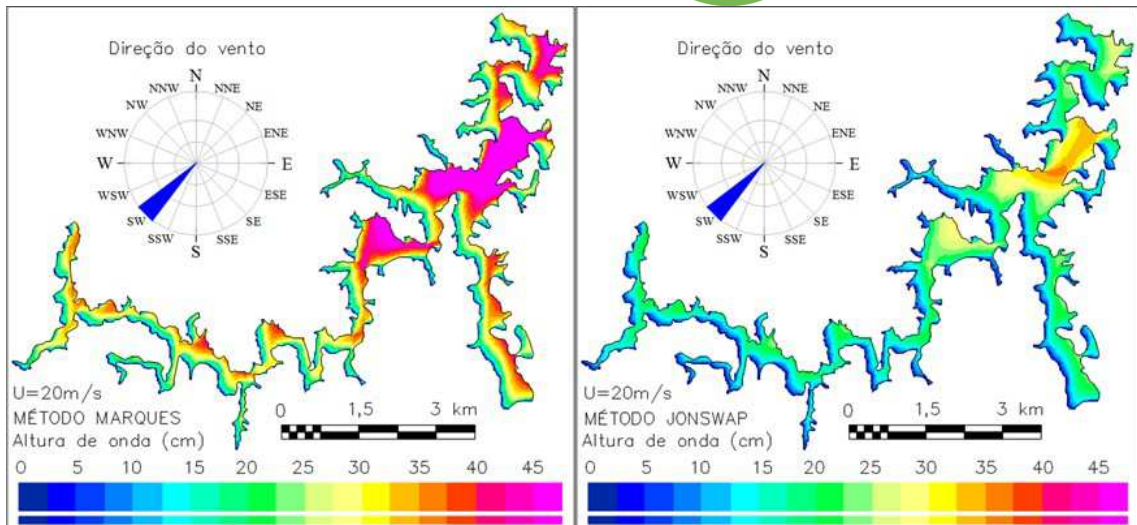 Direção do vento
N
NNW NNE
NW NE
WNW ENE
W E
WSW ESE
SW SE
SSW SSE
S
U=20m/s
MÉTODO MARQUES
Altura de onda (cm)
0 1,5 3 km
0 5 10 15 20 25 30 35 40 45
Direção do vento
N
NNW NNE
NW NE
WNW ENE
W E
WSW ESE
SW SE
SSW SSE
S
U=20m/s
MÉTODO JONSWAP
Altura de onda (cm)
0 1,5 3 km
0 5 10 15 20 25 30 35 40 45